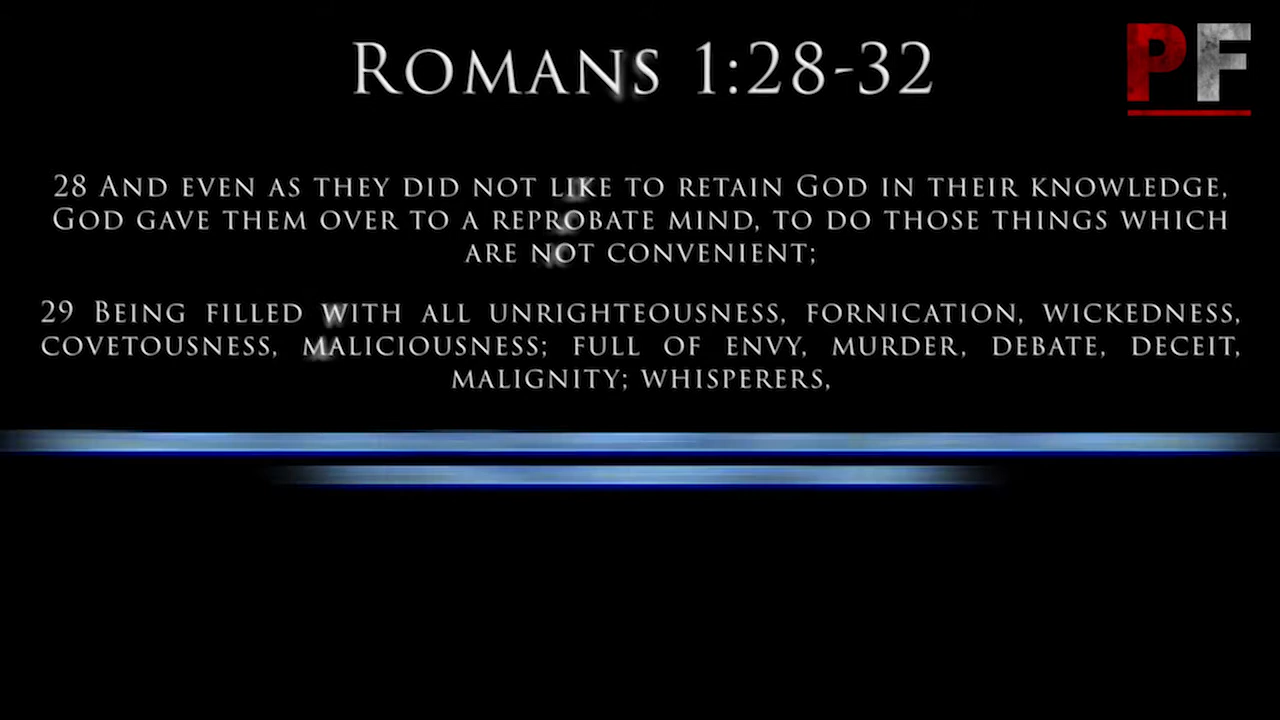 Romans 1:28-32
PF
28 And even as they did not like to retain God in their knowledge,
God gave them over to a reprobate mind, to do those things which
are not convenient;
29 Being filled with all unrighteousness, fornication, wickedness,
covetousness, maliciousness; full of envy, murder, debate, deceit,
malignity; whisperers,